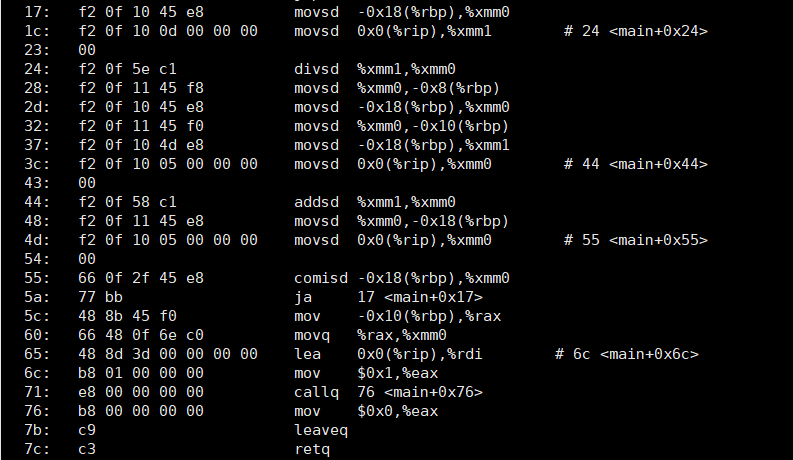 17: f2 0f 10 45 e8 movsd -0x18(%rbp),%xmm0
1c: f2 0f 10 0d 00 00 00 movsd 0x0(%rip),%xmm1 # 24 <main+0x24>
23: 00
24: f2 0f 5e c1 divsd %xmm1,%xmm0
28: f2 0f 11 45 f8 movsd %xmm0,-0x8(%rbp)
2d: f2 0f 10 45 e8 movsd -0x18(%rbp),%xmm0
32: f2 0f 11 45 f0 movsd %xmm0,-0x10(%rbp)
37: f2 0f 10 4d e8 movsd -0x18(%rbp),%xmm1
3c: f2 0f 10 05 00 00 00 movsd 0x0(%rip),%xmm0 # 44 <main+0x44>
43: 00
44: f2 0f 58 c1 addsd %xmm1,%xmm0
48: f2 0f 11 45 e8 movsd %xmm0,-0x18(%rbp)
4d: f2 0f 10 05 00 00 00 movsd 0x0(%rip),%xmm0 # 55 <main+0x55>
54: 00
55: 66 0f 2f 45 e8 comisd -0x18(%rbp),%xmm0
5a: 77 bb ja 17 <main+0x17>
5c: 48 8b 45 f0 mov -0x10(%rbp),%rax
60: 66 48 0f 6e c0 movq %rax,%xmm0
65: 48 8d 3d 00 00 00 00 lea 0x0(%rip),%rdi # 6c <main+0x6c>
6c: b8 01 00 00 00 mov $0x1,%eax
71: e8 00 00 00 00 callq 76 <main+0x76>
76: b8 00 00 00 00 mov $0x0,%eax
7b: c9 leaveq
7c: c3 retq